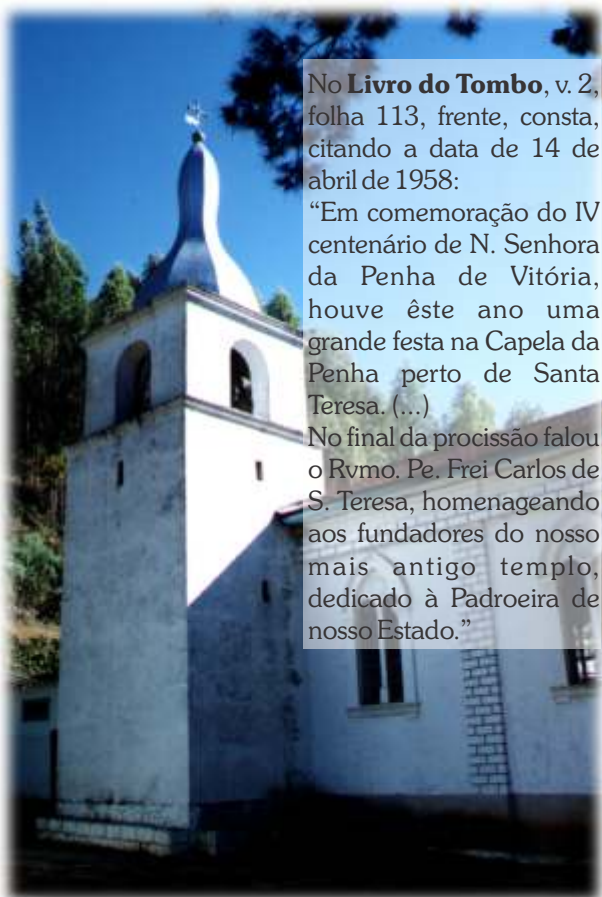 No Livro do Tombo, v. 2,
folha 113, frente, consta,
citando a data de 14 de
abril de 1958:
“Em comemoração do IV
centenário de N. Senhora
da Penha de Vitória,
houve êste ano uma
grande festa na Capela da
Penha perto de Santa
Teresa. (...)
No final da procissão falou
o Rvmo. Pe. Frei Carlos de
S. Teresa, homenageando
aos fundadores do nosso
mais antigo templo,
dedicado à Padroeira de
nosso Estado.”